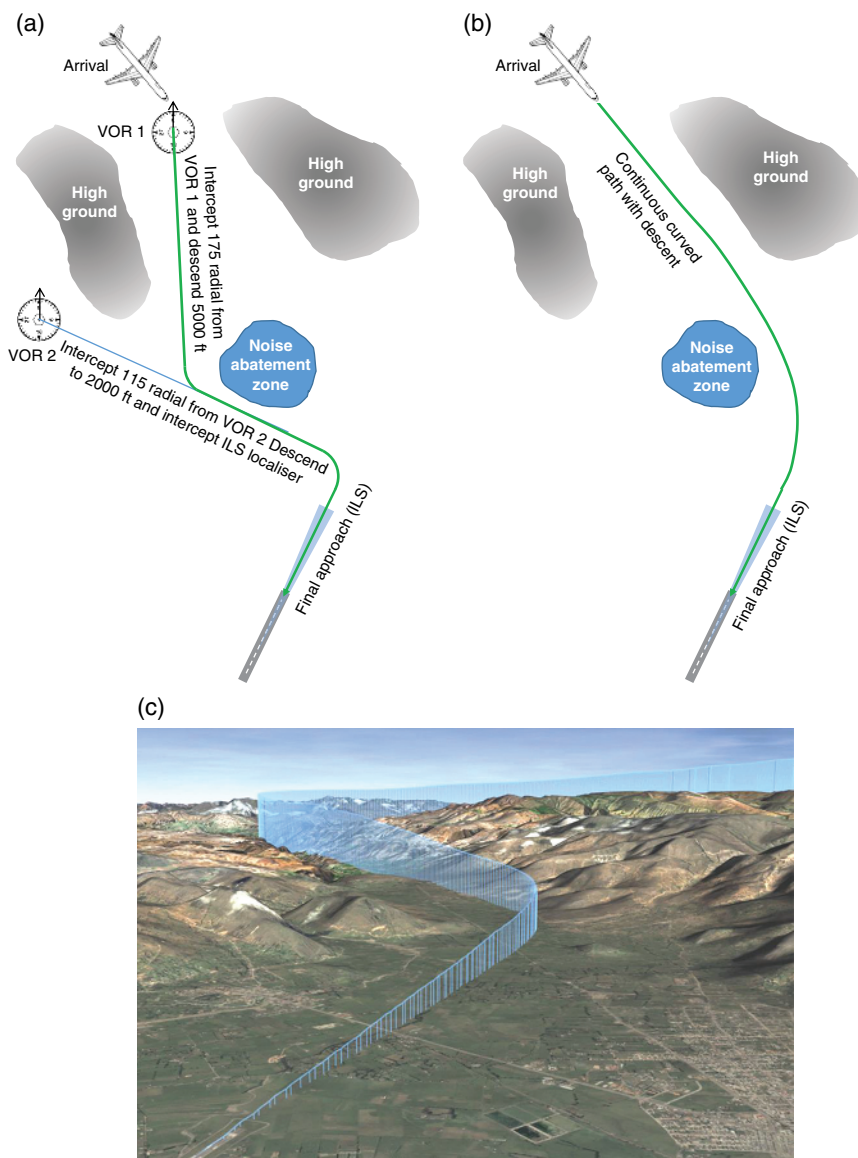 (a)
Arrival
VOR 1
High
ground
High
ground
Intercept 175 radial from
VOR 1 and descend 5000 ft
VOR 2
Noise
abatement
zone
Intercept 115 radial from VOR 2 Descend
to 2000 ft and intercept ILS localiser
Final approach (ILS)
(b)
Arrival
High
ground
High
ground
Continuous curved
path with descent
Noise
abatement
zone
Final approach (ILS)
(c)